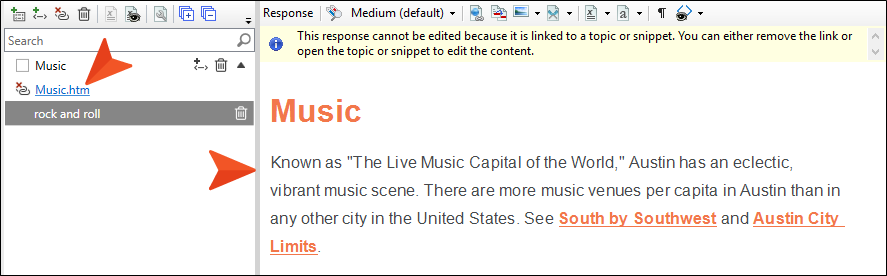 Search
Music
Music.htm
rock and roll
Response Medium (default)
This response cannot be edited because it is linked to a topic or snippet. You can either remove the link or
open the topic or snippet to edit the content.
Music
Known as "The Live Music Capital of the World," Austin has an eclectic,
vibrant music scene. There are more music venues per capita in Austin than in
any other city in the United States. See South by Southwest and Austin City
Limits.